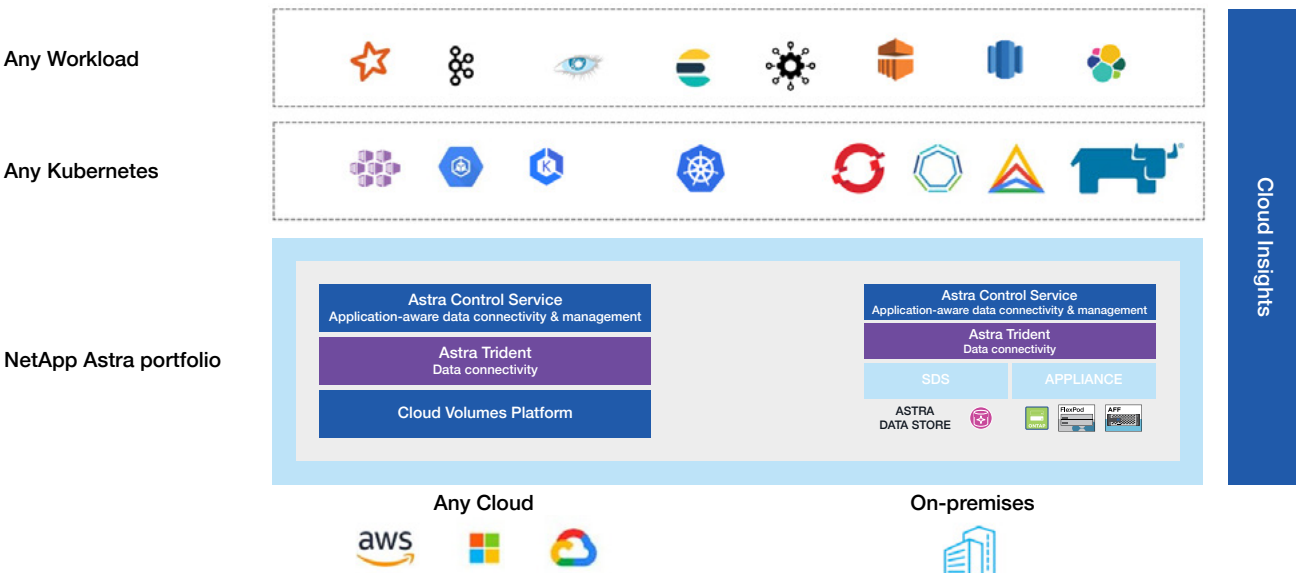 Any Workload
Any Kubernetes
K
NetApp Astra portfolio
Astra Control Service
Application-aware data connectivity & management
Astra Trident
Data connectivity
Cloud Volumes Platform
Astra Control Service
Application-aware data connectivity & management
Astra Trident
Data connectivity
SDS
APPLIANCE
ASTRA
DATA STORE
ONTAP
FlexPod
AFF
Cloud Insights
Any Cloud
On-premises
aws